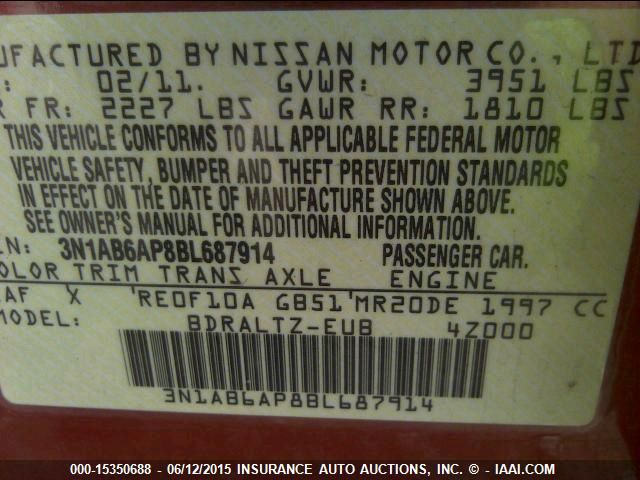 UFACTURED BY NISSAN MOTOR CO., LTD
: 02/11. GVWR: 3951 LBS
R FR: 2227 LBS GAWR RR: 1810 LBS
THIS VEHICLE CONFORMS TO ALL APPLICABLE FEDERAL MOTOR
VEHICLE SAFETY, BUMPER AND THEFT PREVENTION STANDARDS
IN EFFECT ON THE DATE OF MANUFACTURE SHOWN ABOVE.
SEE OWNER'S MANUAL FOR ADDITIONAL INFORMATION.
N: 3N1AB6AP8BL687914 PASSENGER CAR.
OLOR TRIM TRANS AXLE ENGINE
AF X 'RE0F10A GB51'MR20DE 1997 CC
MODEL: BDRALTZ-EUB 4Z000
3N1AB6AP8BL687914
000-15350688 - 06/12/2015 INSURANCE AUTO AUCTIONS, INC. - © - IAAI.COM